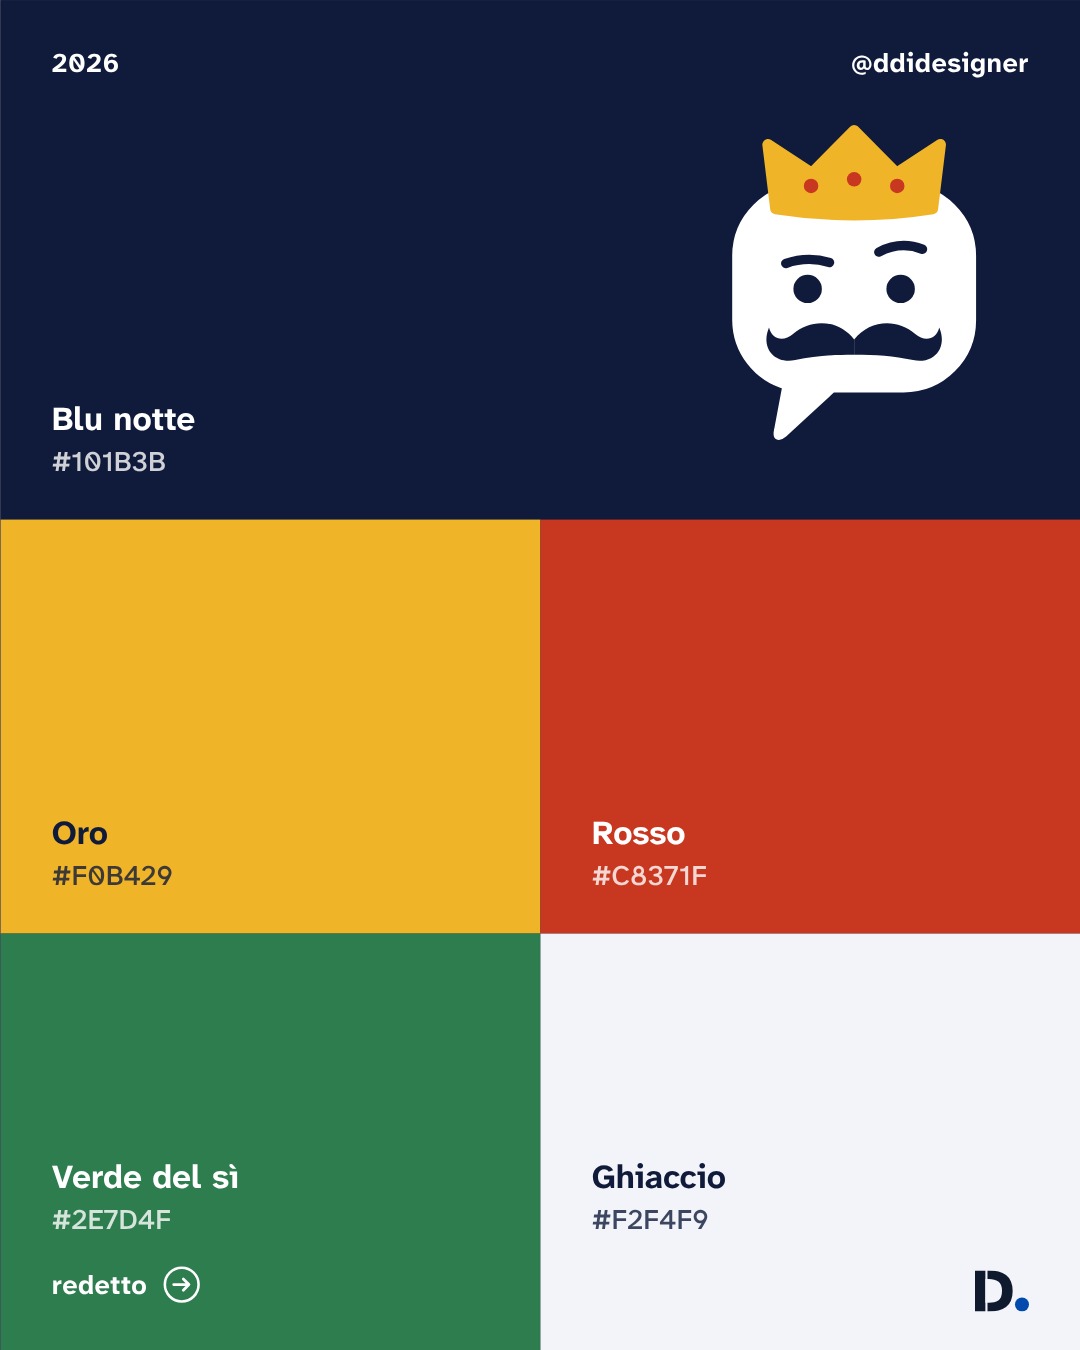 2026
@ddidesigner
Blu notte
#101B3B
Oro
#F0B429
Rosso
#C8371F
Verde del sì
#2E7D4F
Ghiaccio
#F2F4F9
redetto
D.